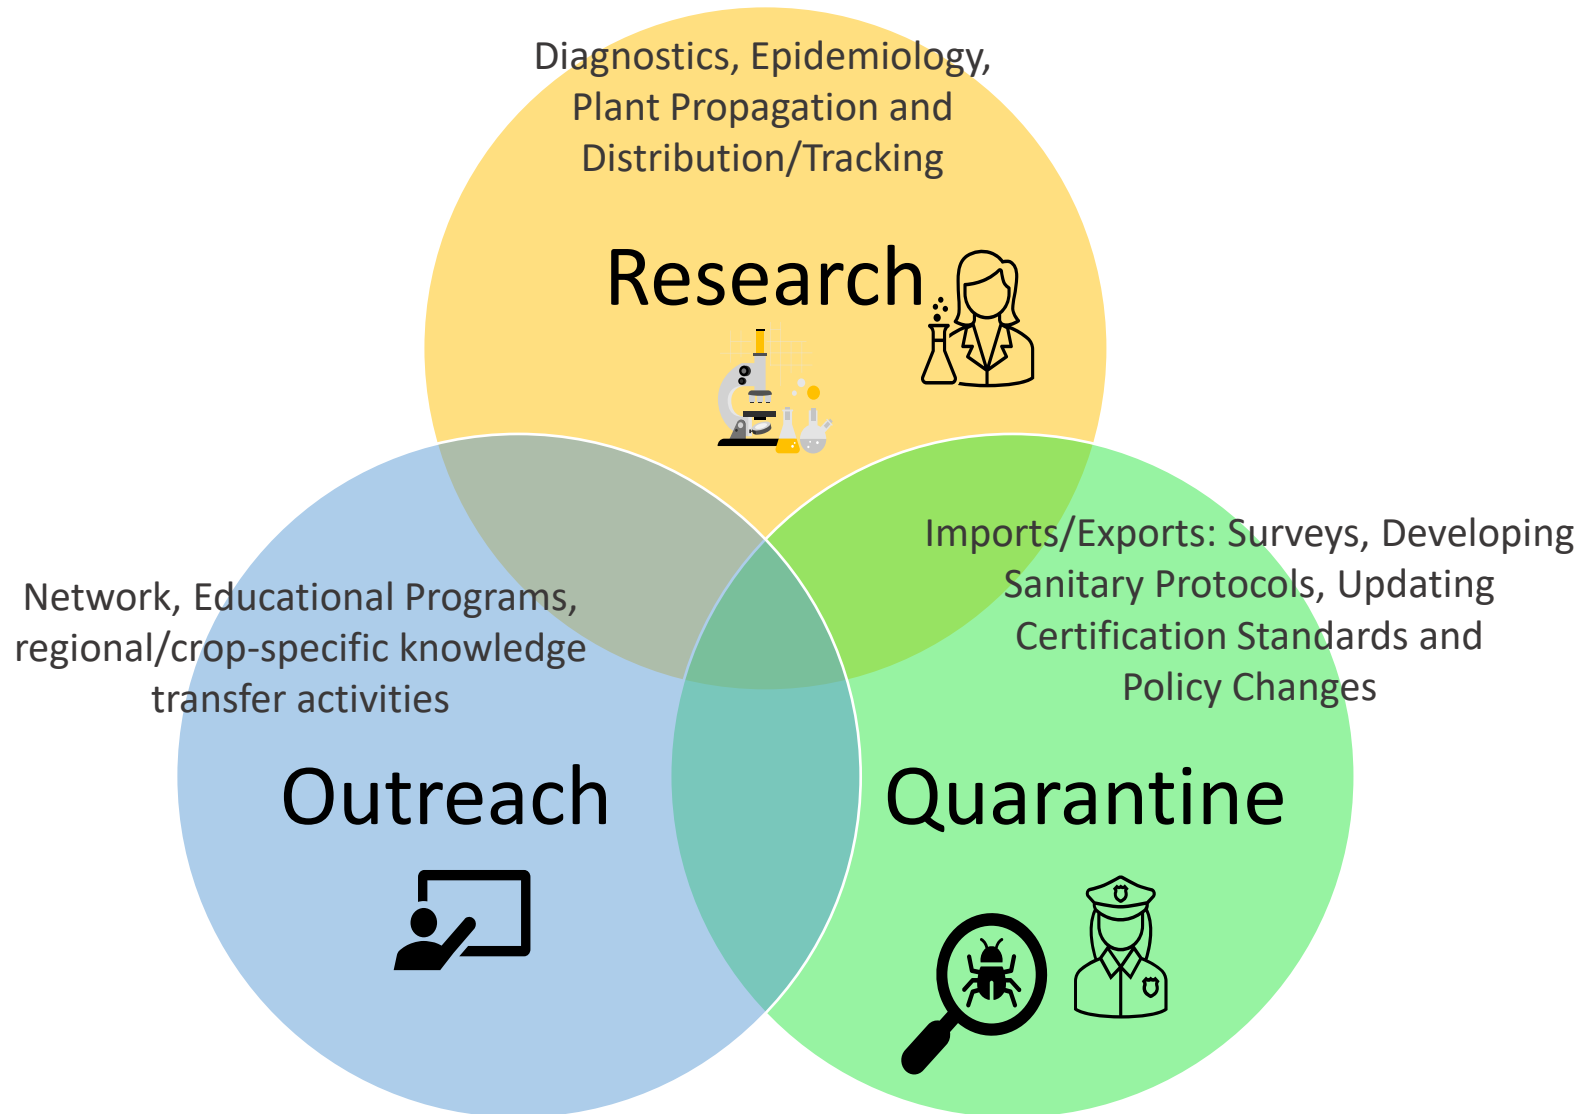 Diagnostics, Epidemiology,
Plant Propagation and
Distribution/Tracking
Research
Network, Educational Programs,
regional/crop-specific knowledge
transfer activities
Outreach
Imports/Exports: Surveys, Developing
Sanitary Protocols, Updating
Certification Standards and
Policy Changes
Quarantine